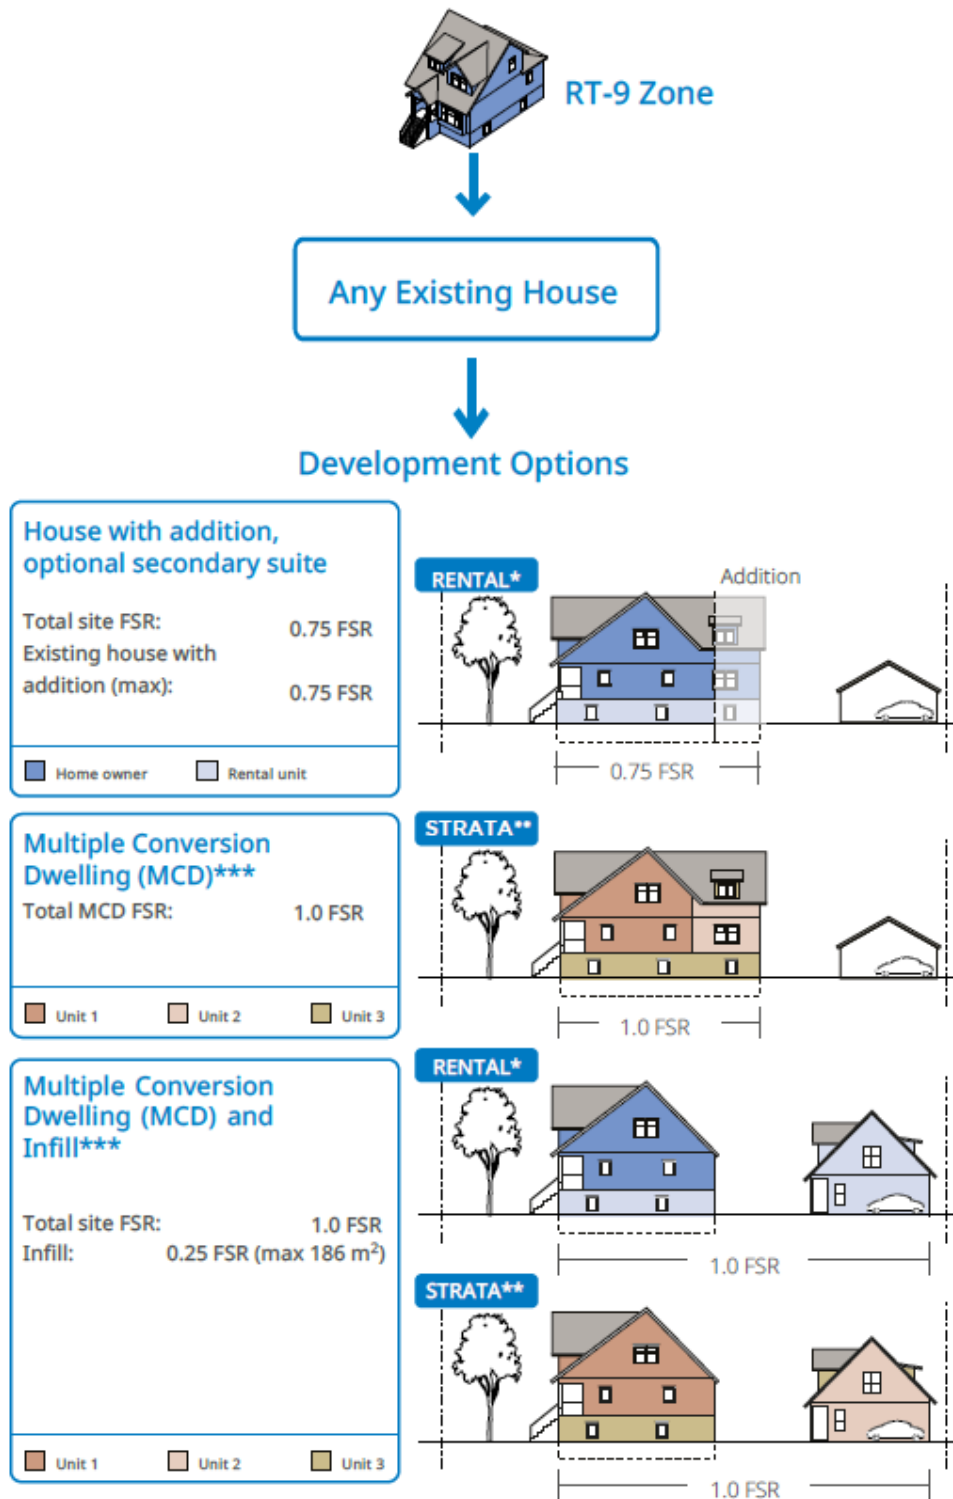 RT-9 Zone
Any Existing House
Development Options
House with addition,
optional secondary suite
Total site FSR: 0.75 FSR
Existing house with
addition (max): 0.75 FSR
Home owner Rental unit
RENTAL*
Addition
0.75 FSR
Multiple Conversion
Dwelling (MCD)***
Total MCD FSR: 1.0 FSR
Unit 1 Unit 2 Unit 3
STRATA**
1.0 FSR
Multiple Conversion
Dwelling (MCD) and
Infill***
Total site FSR: 1.0 FSR
Infill: 0.25 FSR (max 186 m²)
Unit 1 Unit 2 Unit 3
RENTAL*
1.0 FSR
STRATA**
1.0 FSR